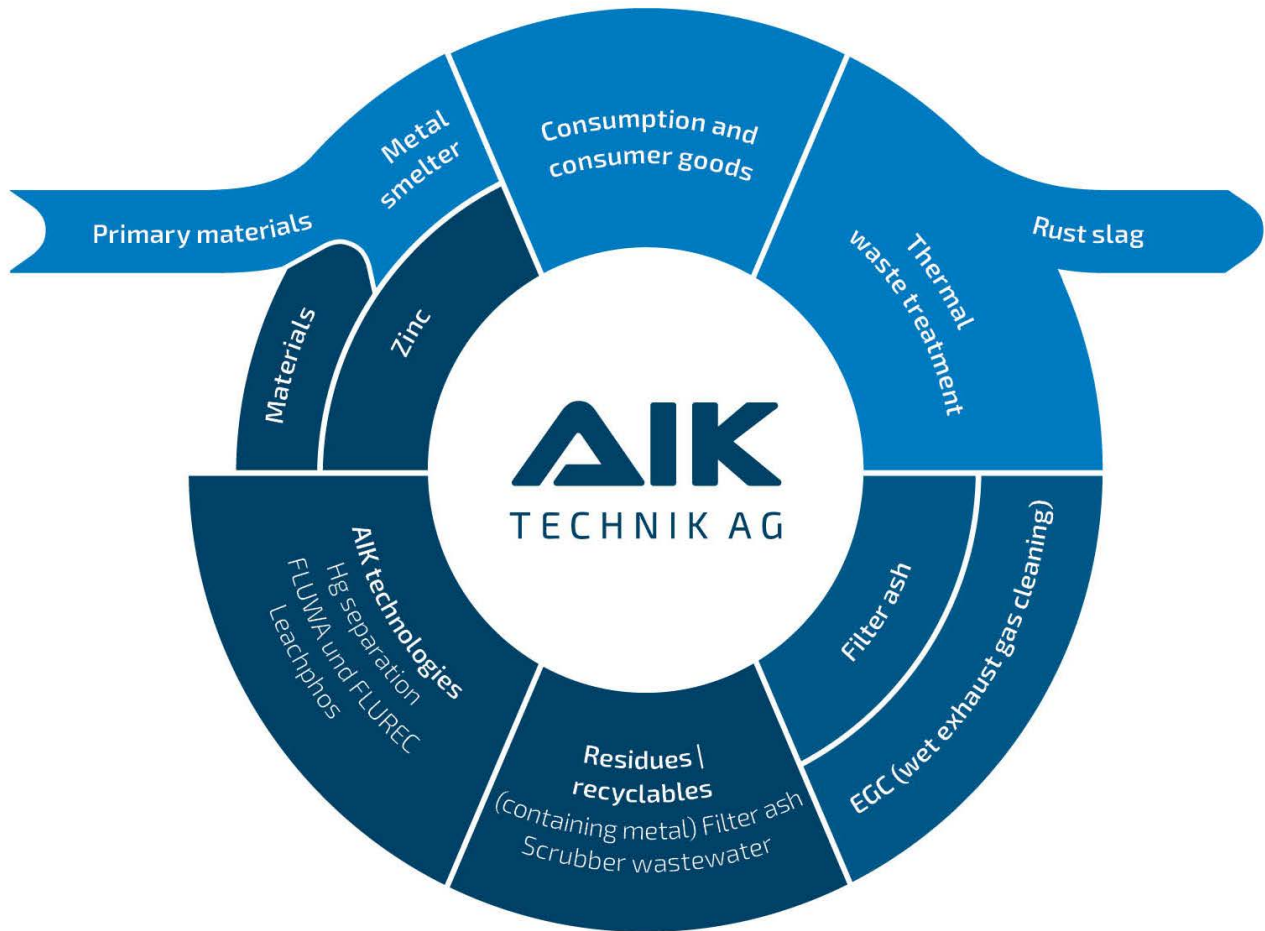 Consumption and
consumer goods
Metal
smelter
Primary materials
Rust slag
Thermal
waste treatment
Materials
Zinc
AIK
TECHNIK AG
AIK technologies
Hg separation
FLUWA und FLUREC
Leachphos
Filter ash
EGC (wet exhaust gas cleaning)
Residues |
recyclables
(containing metal) Filter ash
Scrubber wastewater